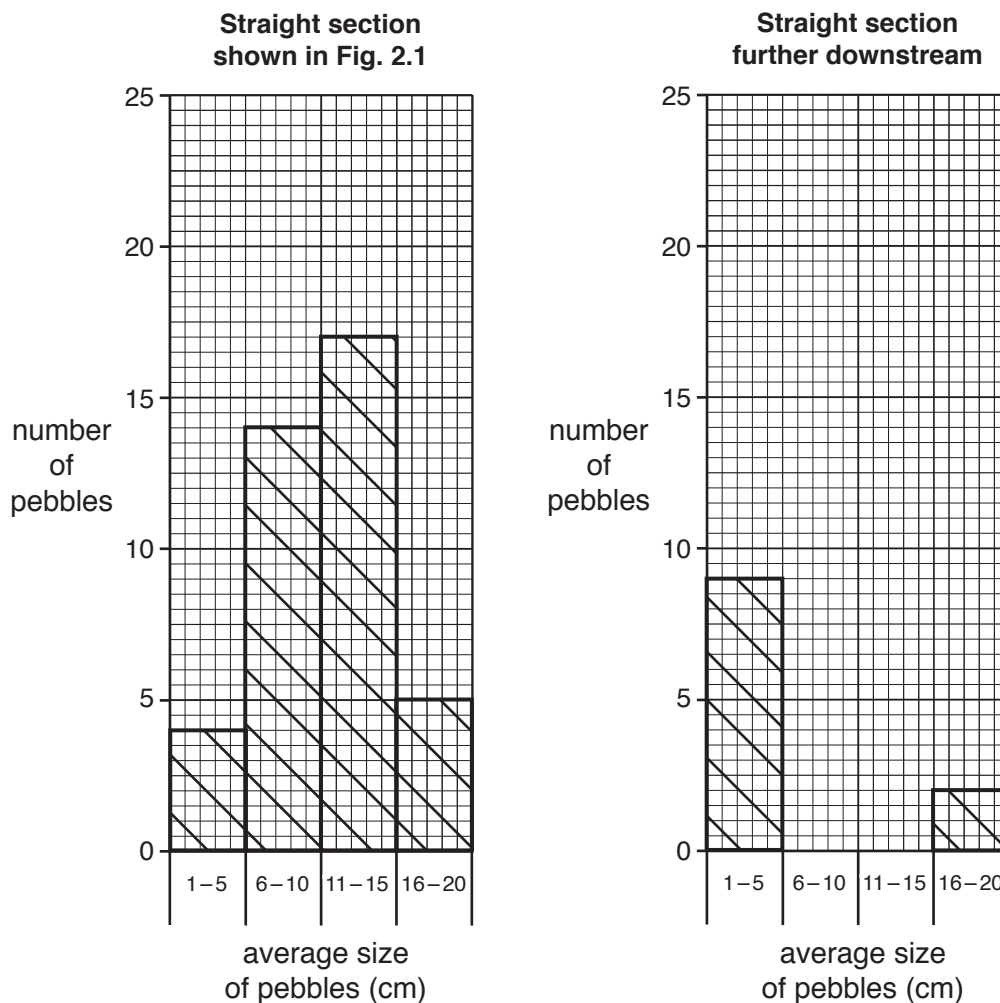 Straight section
shown in Fig. 2.1
25
20
15
10
5
0
number
of
pebbles
1–5 6–10 11–15 16–20
average size
of pebbles (cm)
Straight section
further downstream
25
20
15
10
5
0
number
of
pebbles
1–5 6–10 11–15 16–20
average size
of pebbles (cm)